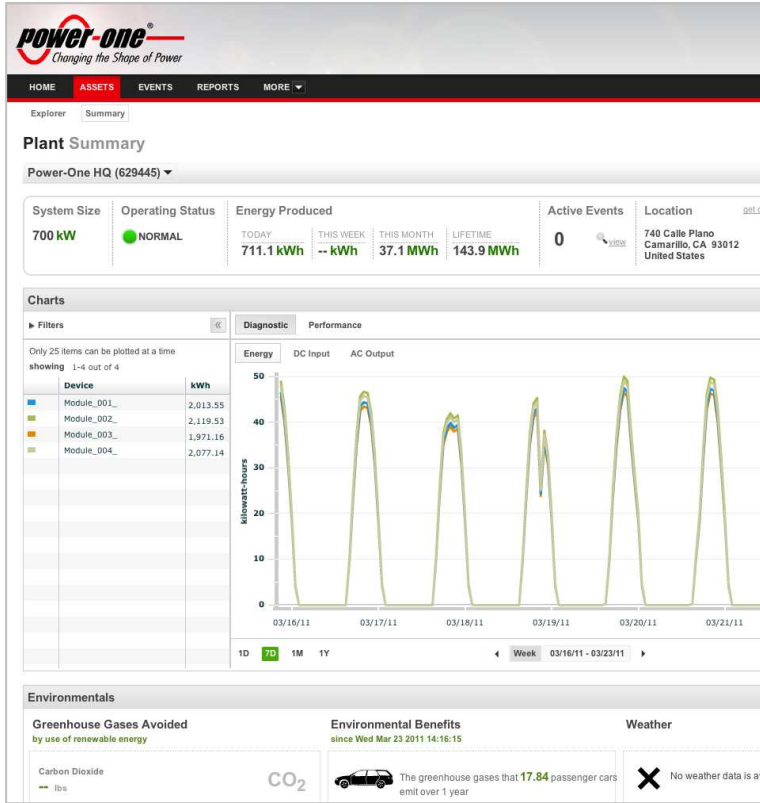 power-one®
Changing the Shape of Power
HOME ASSETS EVENTS REPORTS MORE
Explorer Summary
Plant Summary
Power-One HQ (629445)
System Size Operating Status Energy Produced Active Events Location
TODAY THIS WEEK THIS MONTH LIFETIME
700 kW NORMAL 711.1 kWh -- kWh 37.1 MWh 143.9 MWh 0 view
740 Calle Plano
Camarillo, CA 93012
United States
Charts
Filters Diagnostic Performance
Only 25 items can be plotted at a time
showing 1-4 out of 4
Device kWh
Module_001_ 2,013.55
Module_002_ 2,119.53
Module_003_ 1,971.16
Module_004_ 2,077.14
Energy DC Input AC Output
50
40
30
20
10
0
kilowatt-hours
03/16/11 03/17/11 03/18/11 03/19/11 03/20/11 03/21/11
1D 7D 1M 1Y Week 03/16/11 - 03/23/11
Environmentals
Greenhouse Gases Avoided
by use of renewable energy
Carbon Dioxide
-- lbs
CO2
Environmental Benefits
since Wed Mar 23 2011 14:16:15
The greenhouse gases that 17.84 passenger cars
emit over 1 year
Weather
No weather data is